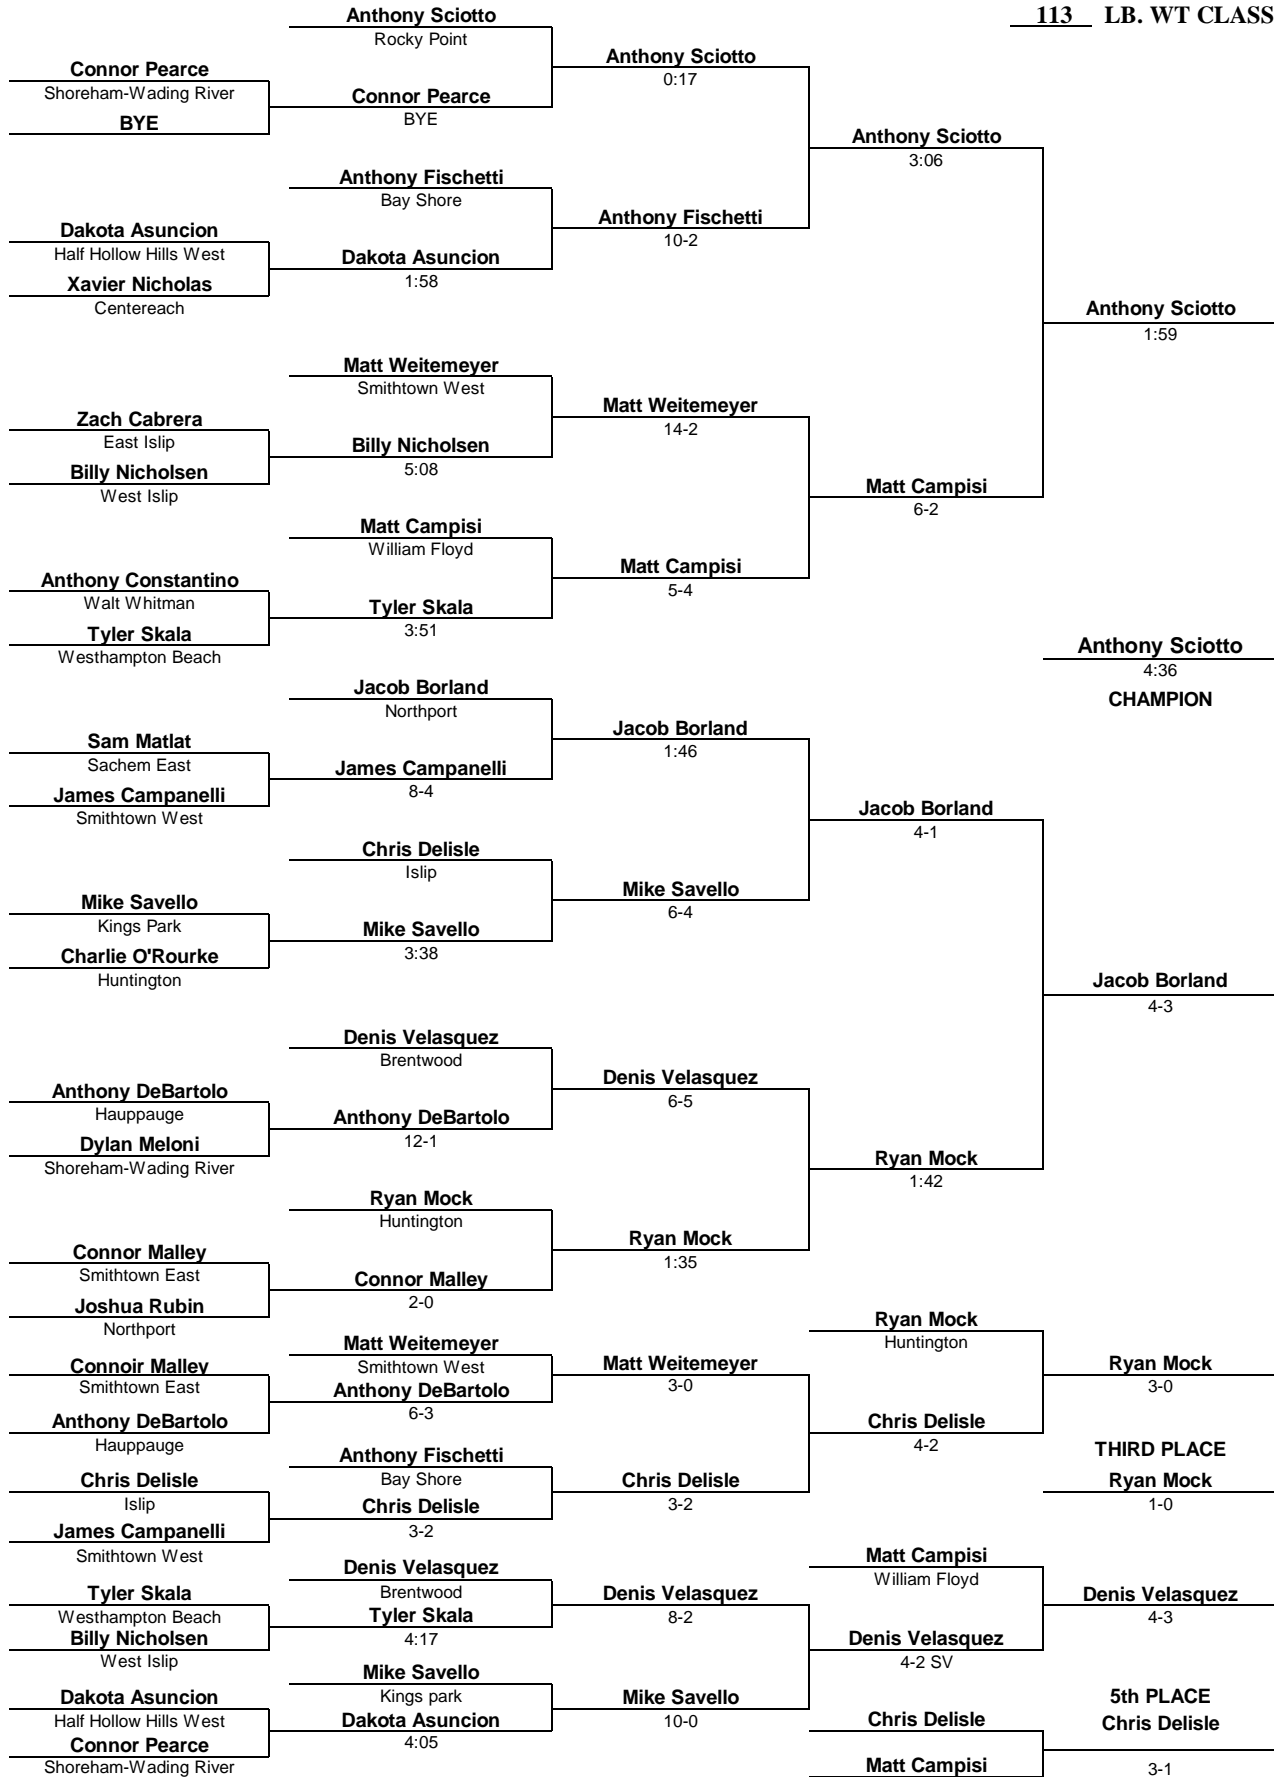 113 LB. WT CLASS
Anthony Sciotto
Rocky Point
Anthony Sciotto
0:17
Connor Pearce
Shoreham-Wading River
Connor Pearce
BYE
BYE
Anthony Sciotto
3:06
Anthony Fischetti
Bay Shore
Anthony Fischetti
10-2
Dakota Asuncion
Half Hollow Hills West
Dakota Asuncion
1:58
Xavier Nicholas
Centereach
Anthony Sciotto
1:59
Matt Weitemeyer
Smithtown West
Matt Weitemeyer
14-2
Zach Cabrera
East Islip
Billy Nicholsen
5:08
Billy Nicholsen
West Islip
Matt Campisi
6-2
Matt Campisi
William Floyd
Matt Campisi
5-4
Anthony Constantino
Walt Whitman
Tyler Skala
3:51
Tyler Skala
Westhampton Beach
Anthony Sciotto
4:36
CHAMPION
Jacob Borland
Northport
Jacob Borland
1:46
Sam Matlat
Sachem East
James Campanelli
8-4
James Campanelli
Smithtown West
Jacob Borland
4-1
Chris Delisle
Islip
Mike Savello
6-4
Mike Savello
Kings Park
Mike Savello
3:38
Charlie O'Rourke
Huntington
Jacob Borland
4-3
Denis Velasquez
Brentwood
Denis Velasquez
6-5
Anthony DeBartolo
Hauppauge
Anthony DeBartolo
12-1
Dylan Meloni
Shoreham-Wading River
Ryan Mock
1:42
Ryan Mock
Huntington
Ryan Mock
1:35
Connor Malley
Smithtown East
Connor Malley
2-0
Joshua Rubin
Northport
Ryan Mock
Huntington
Matt Weitemeyer
Smithtown West
Matt Weitemeyer
3-0
Ryan Mock
3-0
Connoir Malley
Smithtown East
Anthony DeBartolo
6-3
Anthony DeBartolo
Hauppauge
Chris Delisle
4-2
THIRD PLACE
Ryan Mock
1-0
Anthony Fischetti
Bay Shore
Chris Delisle
3-2
Chris Delisle
Islip
Chris Delisle
3-2
James Campanelli
Smithtown West
Matt Campisi
William Floyd
Denis Velasquez
Brentwood
Denis Velasquez
8-2
Denis Velasquez
4-3
Tyler Skala
Westhampton Beach
Tyler Skala
4:17
Billy Nicholsen
West Islip
Denis Velasquez
4-2 SV
Mike Savello
Kings park
Mike Savello
10-0
Dakota Asuncion
Half Hollow Hills West
Dakota Asuncion
4:05
Connor Pearce
Shoreham-Wading River
5th PLACE
Chris Delisle
Chris Delisle
Matt Campisi
3-1